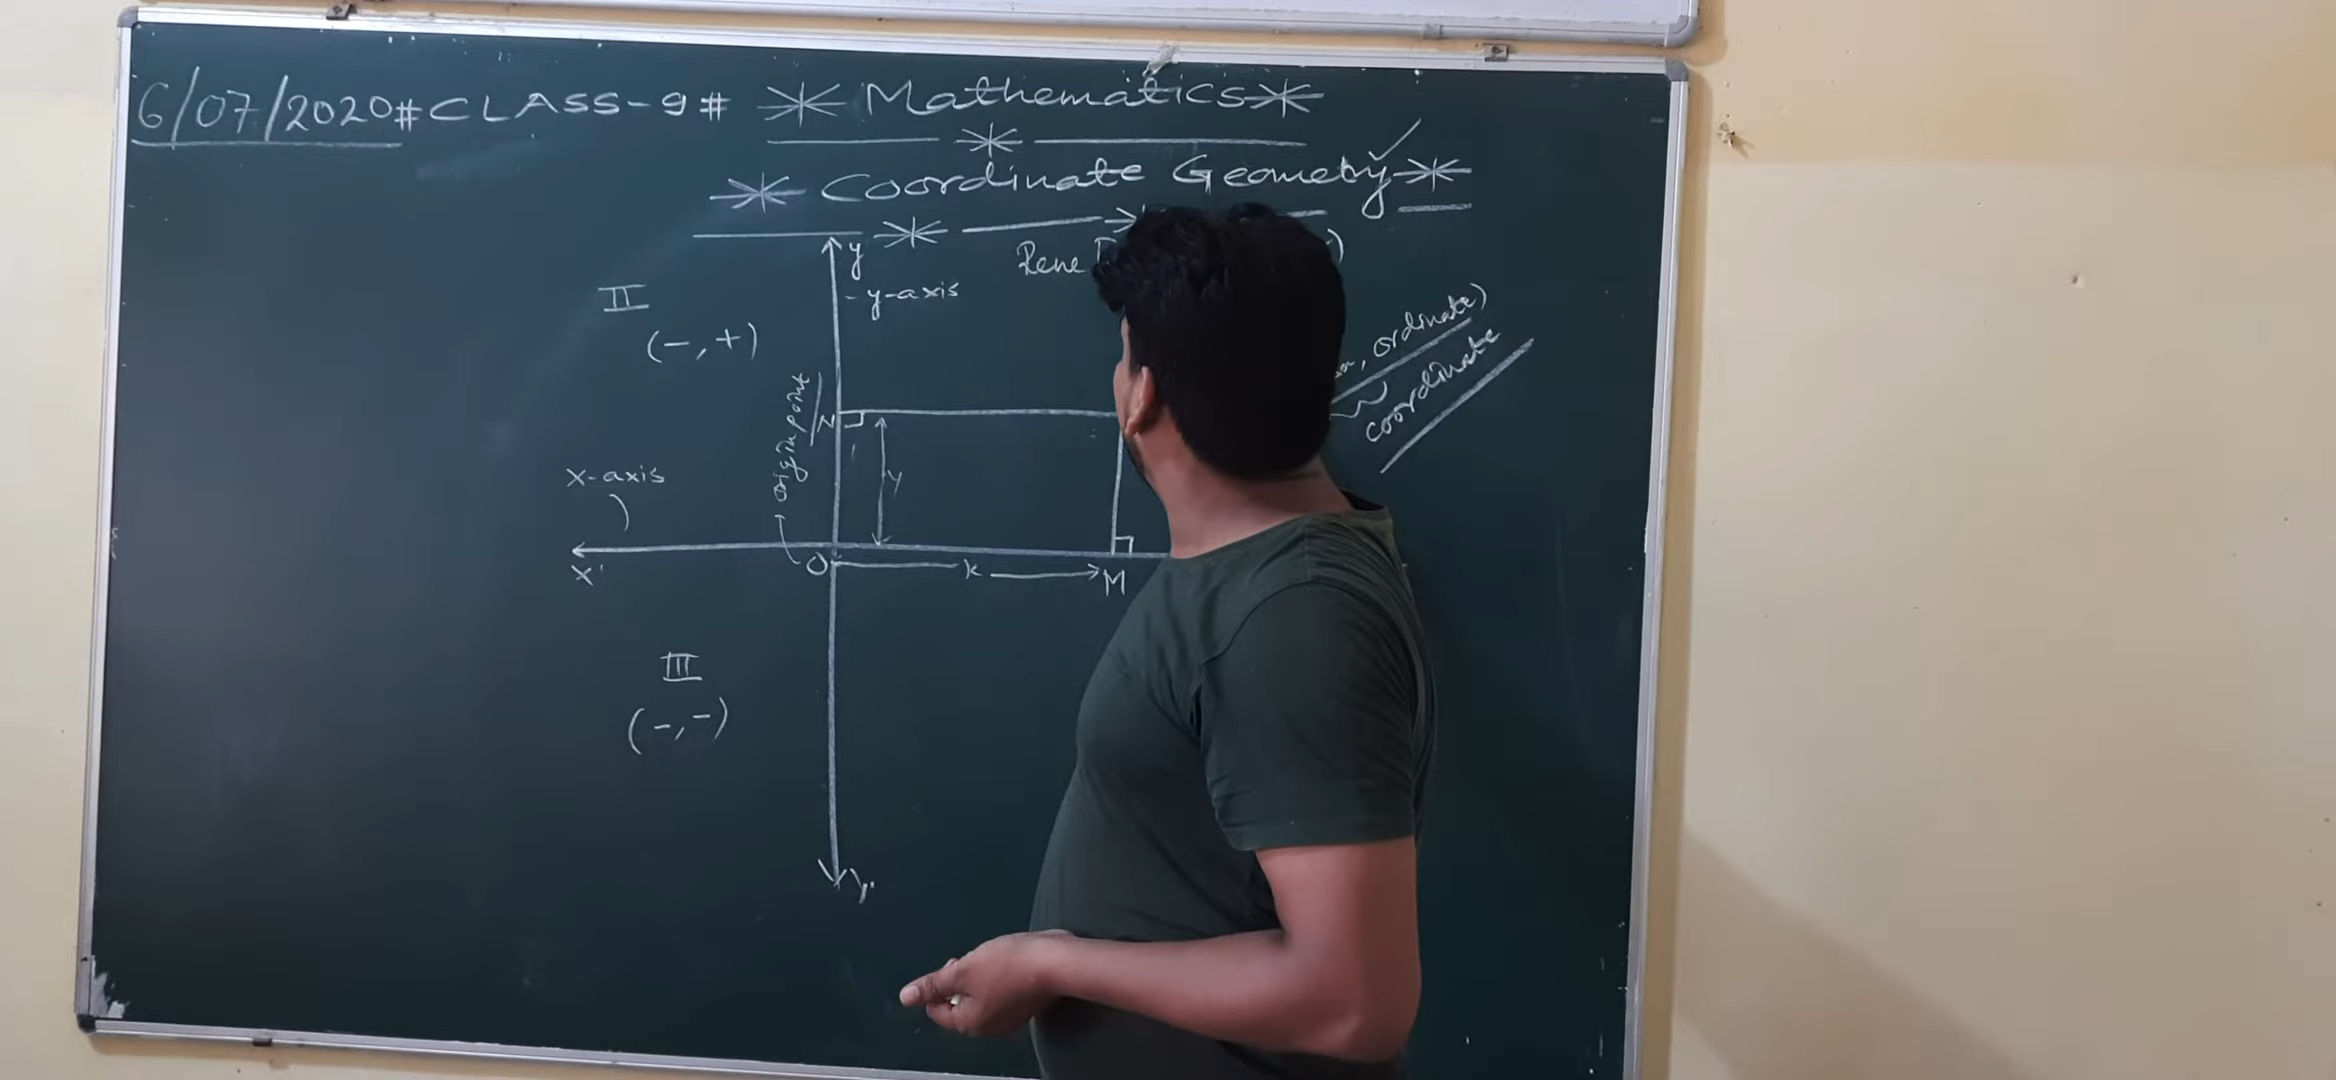 6/07/2020 # CLASS-9 # * Mathematics *
* Coordinate Geometry *
Rene
y
y-axis
II
(-, +)
, ordinate)
coordinate
origin point
N
y
x-axis
X'
O
x
M
III
(-, -)
y'